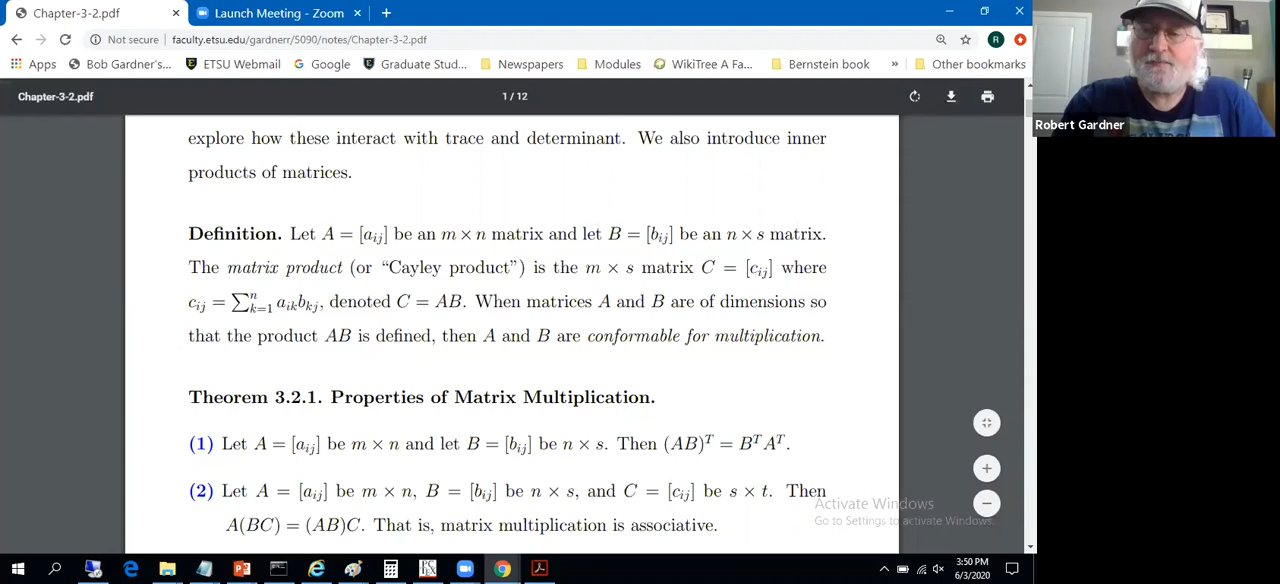 Chapter-3-2.pdf
Launch Meeting - Zoom
Not secure | faculty.etsu.edu/gardnerr/5090/notes/Chapter-3-2.pdf
R
Apps Bob Gardner's... ETSU Webmail Google Graduate Stud... Newspapers Modules WikiTree A Fa... Bernstein book » Other bookmarks
Chapter-3-2.pdf 1 / 12
Robert Gardner
explore how these interact with trace and determinant. We also introduce inner
products of matrices.
Definition. Let A = [aᵢⱼ] be an m × n matrix and let B = [bᵢⱼ] be an n × s matrix.
The matrix product (or “Cayley product”) is the m × s matrix C = [cᵢⱼ] where
cᵢⱼ = ∑ⁿₖ₌₁ aᵢₖbₖⱼ, denoted C = AB. When matrices A and B are of dimensions so
that the product AB is defined, then A and B are conformable for multiplication.
Theorem 3.2.1. Properties of Matrix Multiplication.
(1) Let A = [aᵢⱼ] be m × n and let B = [bᵢⱼ] be n × s. Then (AB)ᵀ = BᵀAᵀ.
(2) Let A = [aᵢⱼ] be m × n, B = [bᵢⱼ] be n × s, and C = [cᵢⱼ] be s × t. Then
A(BC) = (AB)C. That is, matrix multiplication is associative.
Activate Windows
Go to Settings to activate Windows.
3:50 PM
6/3/2020